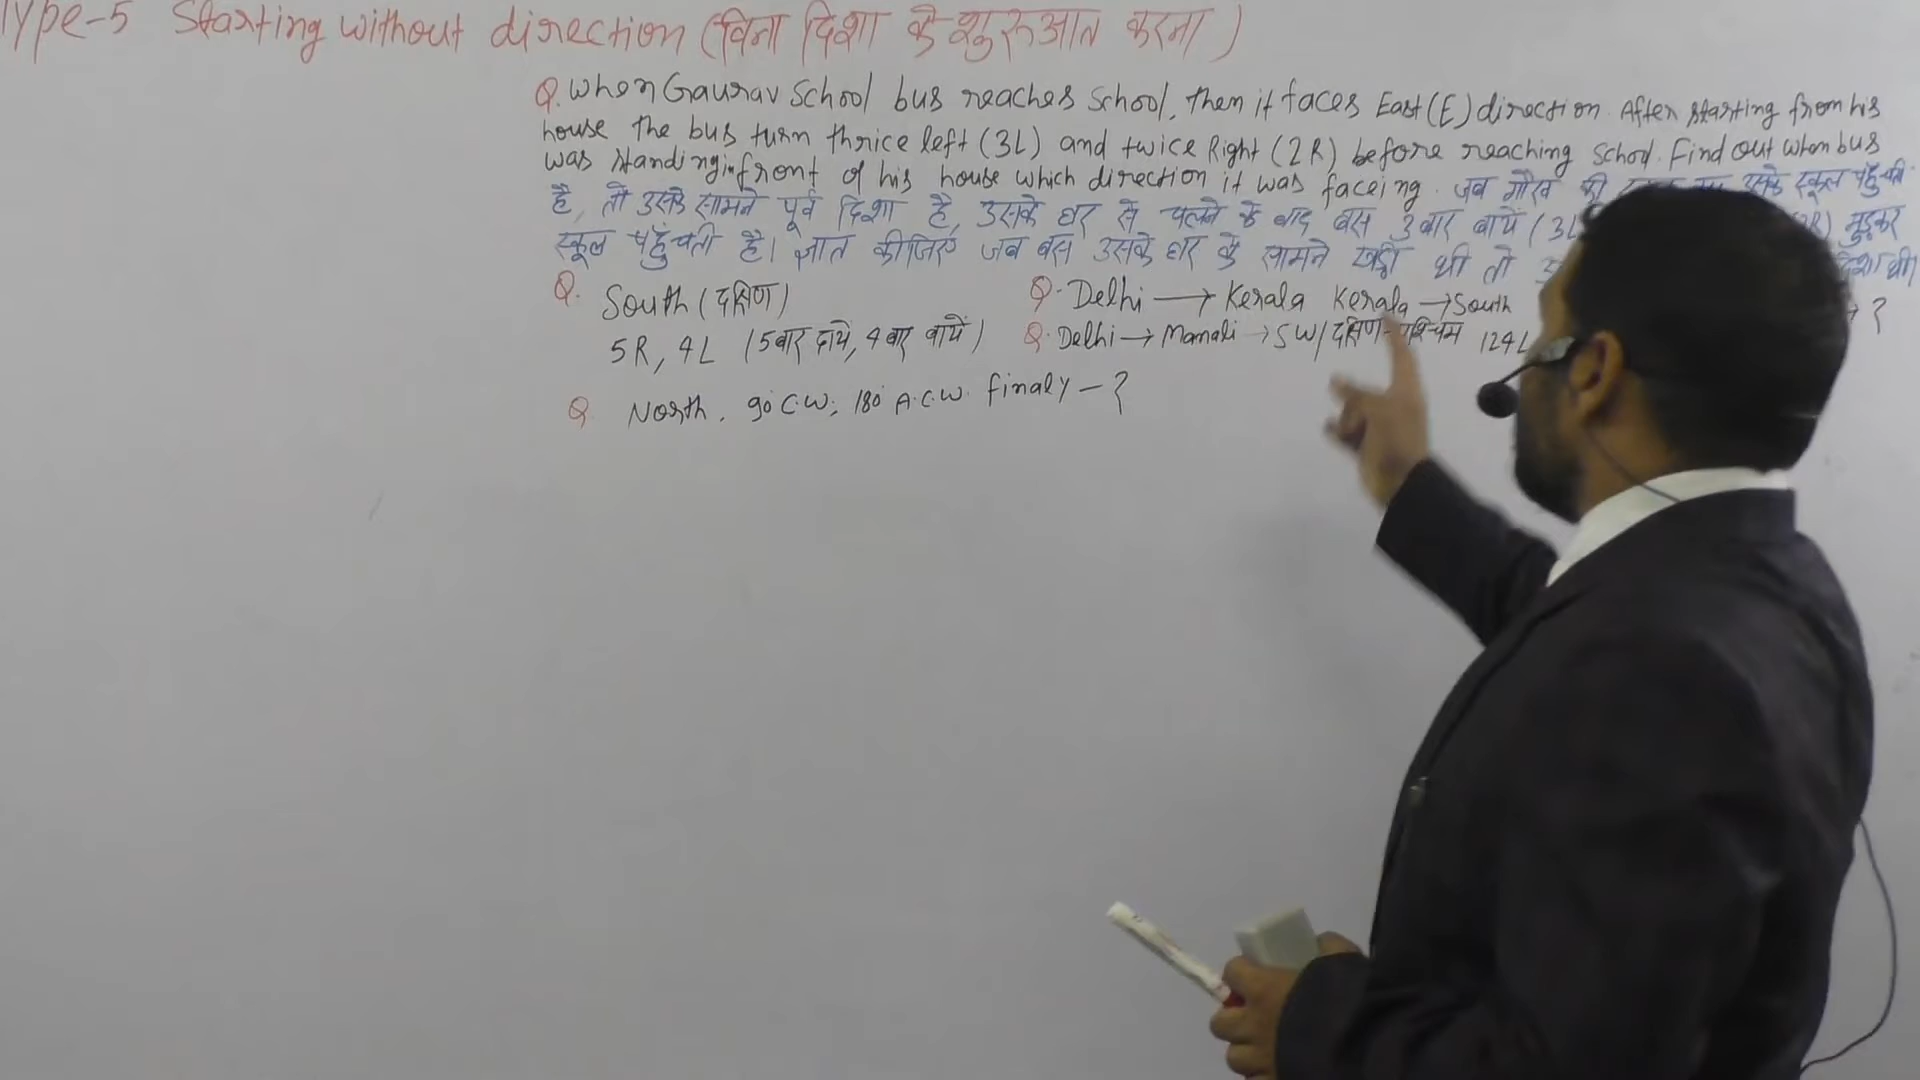 Type-5 Starting without direction (बिना दिशा के शुरूआत करना)
Q. When Gaurav School bus reaches School, then it faces East (E) direction. After starting from his
house the bus turn thrice left (3L) and twice Right (2R) before reaching School. Find out when bus
was standing in front of his house which direction it was faceing. जब गौरव की उसके स्कूल पहुँचती
है, तो उसके सामने पूर्व दिशा है, उसके घर से चलने के बाद बस 3 बार बायें (3L R) मुड़कर
स्कूल पहुंचती है। ज्ञात कीजिए जब बस उसके घर के सामने खड़ी थी तो दिशा थी।
Q. South (दक्षिण)
5R, 4L (5 बार दायें, 4 बार बायें)
Q. Delhi → Kerala Kerala → South ?
Q. Delhi → Manali → SW/दक्षिण-पश्चिम 124L
Q. North, 90° C.W; 180° A.C.W. finaly - ?